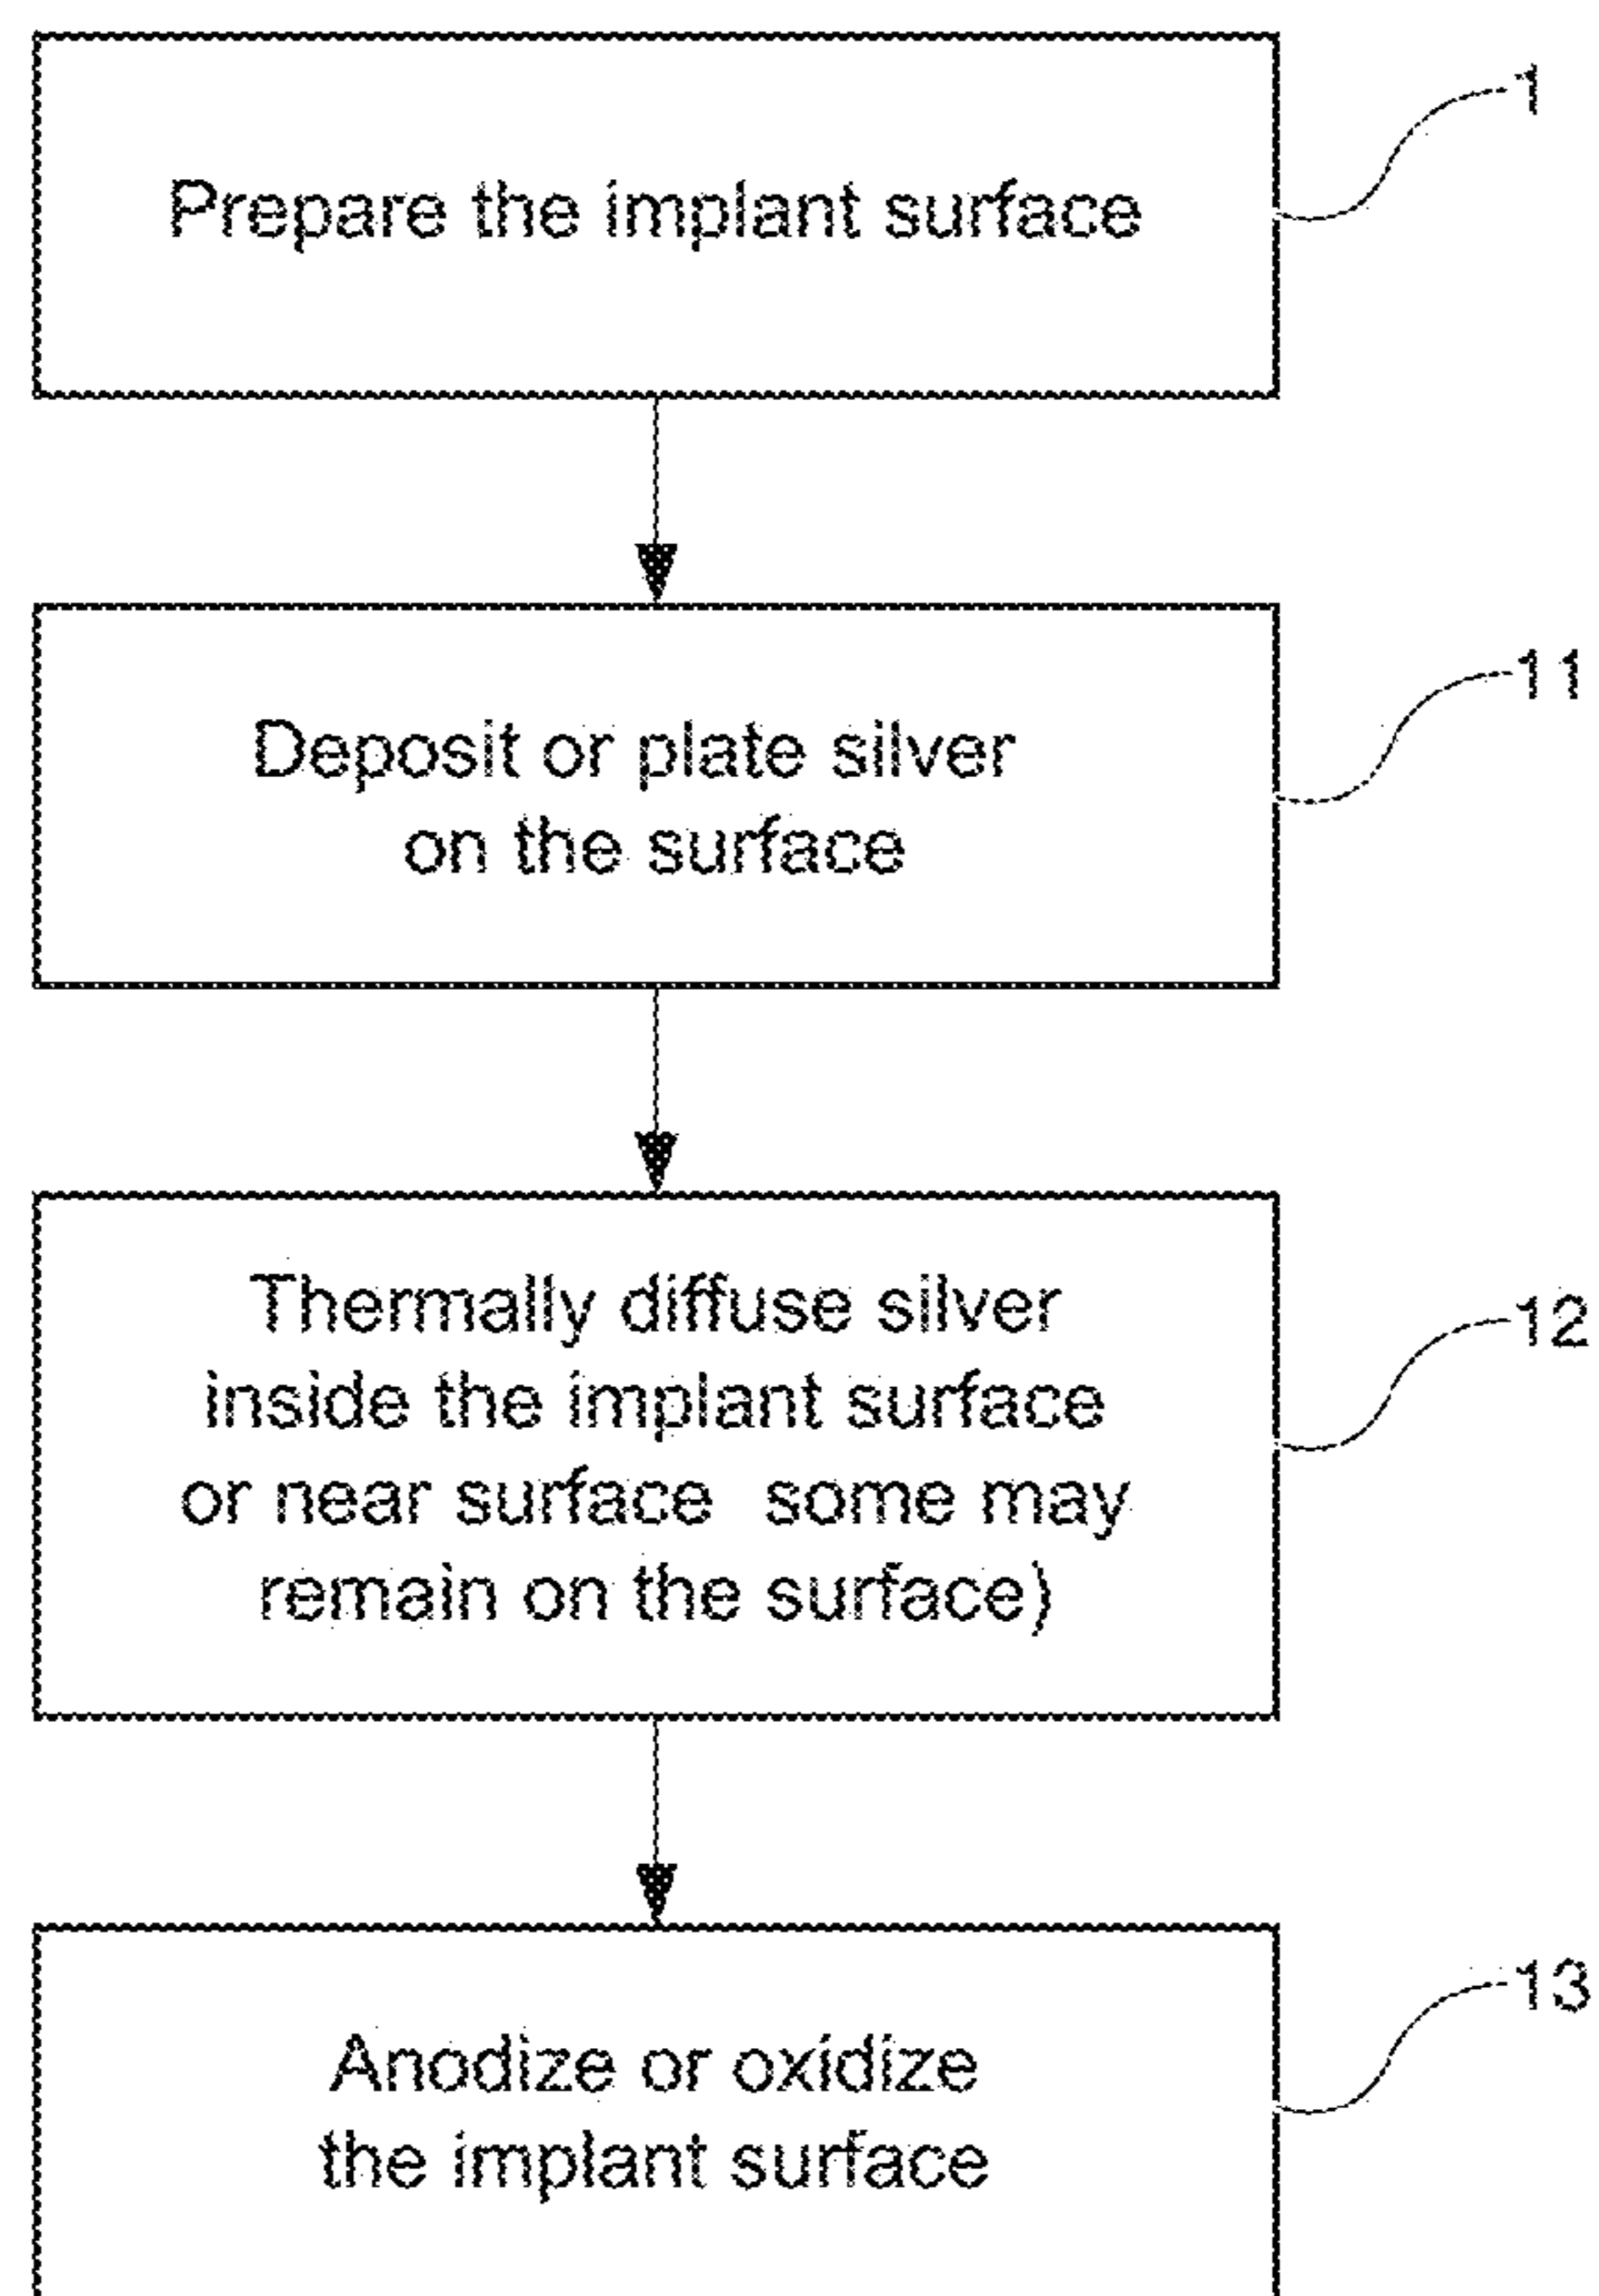 Prepare the implant surface
1
Deposit or plate silver
on the surface
11
Thermally diffuse silver
inside the implant surface
or near surface some may
remain on the surface)
12
Anodize or oxidize
the implant surface
13